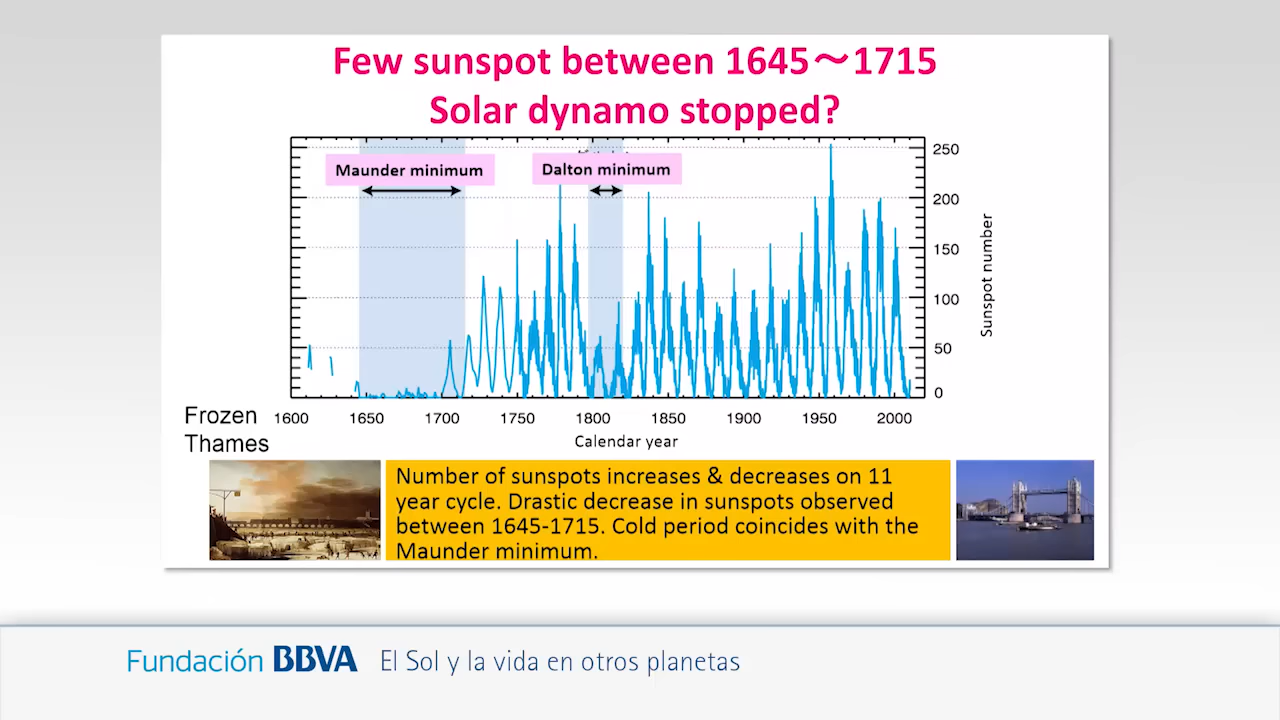 Few sunspot between 1645～1715
Solar dynamo stopped?
Maunder minimum
Dalton minimum
250
200
150
100
50
0
Sunspot number
1600 1650 1700 1750 1800 1850 1900 1950 2000
Calendar year
Frozen
Thames
Number of sunspots increases & decreases on 11
year cycle. Drastic decrease in sunspots observed
between 1645-1715. Cold period coincides with the
Maunder minimum.
Fundación BBVA El Sol y la vida en otros planetas